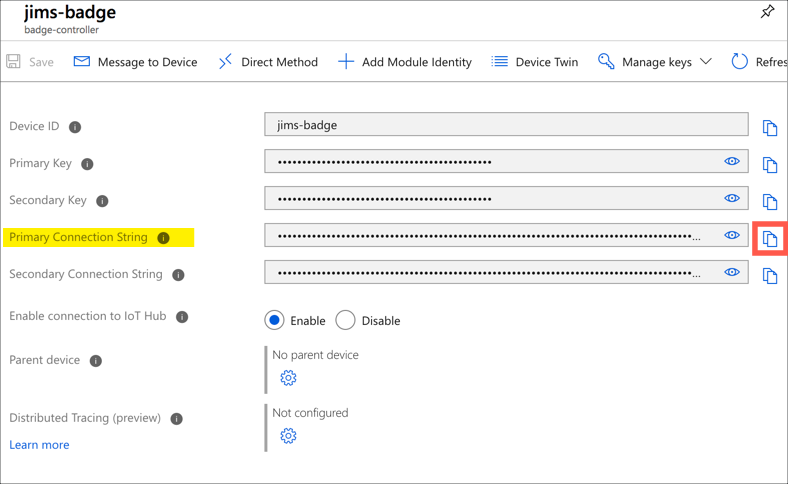 jims-badge
badge-controller
Save Message to Device Direct Method Add Module Identity Device Twin Manage keys Refres
Device ID jims-badge
Primary Key ••••••••••••••••••••••••••••••••••••••••••••
Secondary Key ••••••••••••••••••••••••••••••••••••••••••••
Primary Connection String ••••••••••••••••••••••••••••••••••••••••••••••••••••••••••••••••••••••••••••••••••••...
Secondary Connection String ••••••••••••••••••••••••••••••••••••••••••••••••••••••••••••••••••••••••••••••••••••...
Enable connection to IoT Hub Enable Disable
Parent device No parent device
Distributed Tracing (preview) Not configured
Learn more